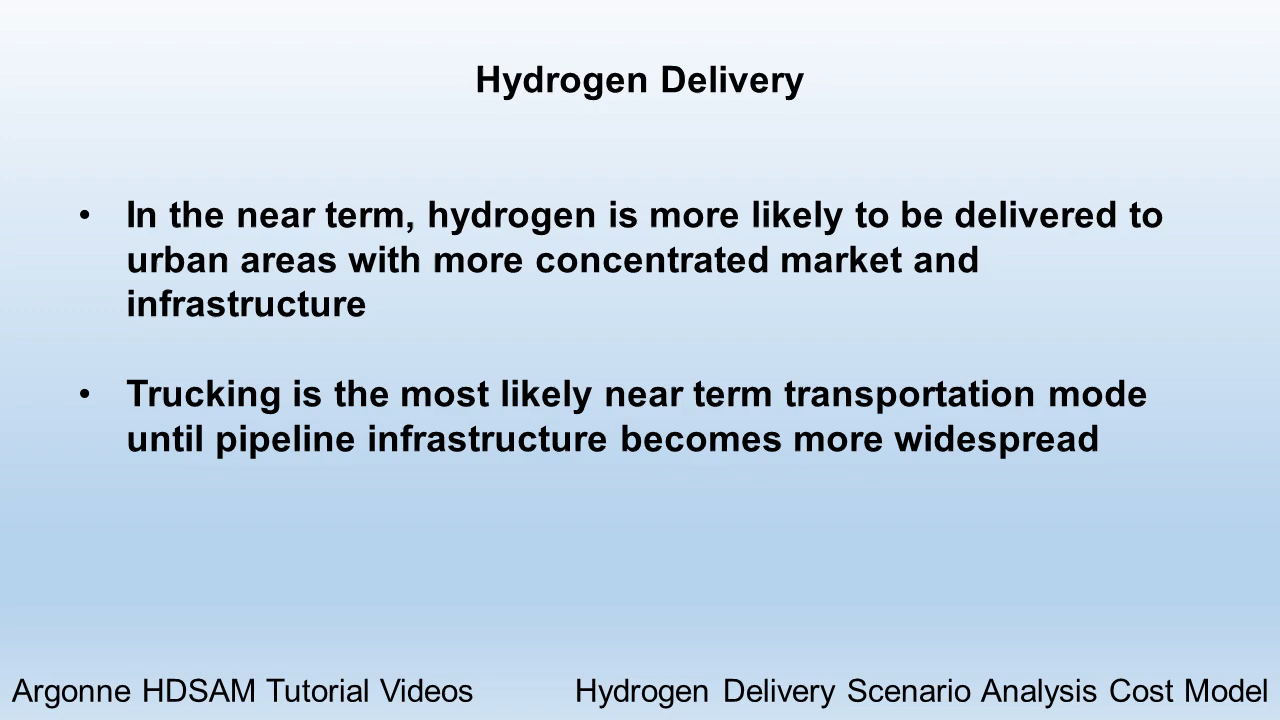 Hydrogen Delivery
• In the near term, hydrogen is more likely to be delivered to
urban areas with more concentrated market and
infrastructure
• Trucking is the most likely near term transportation mode
until pipeline infrastructure becomes more widespread
Argonne HDSAM Tutorial Videos
Hydrogen Delivery Scenario Analysis Cost Model